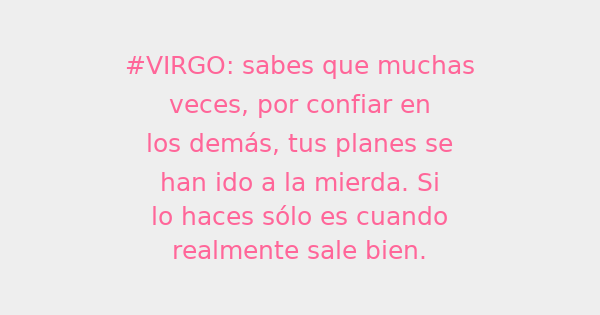 #VIRGO: sabes que muchas
veces, por confiar en
los demás, tus planes se
han ido a la mierda. Si
lo haces sólo es cuando
realmente sale bien.